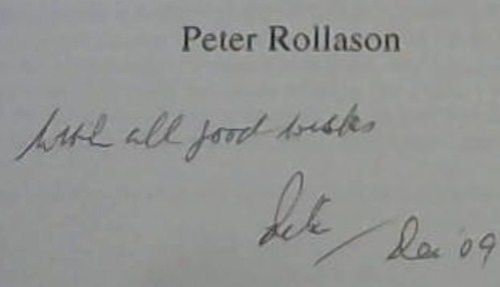 Peter Rollason
with all good wishes
Pete / Dec 09